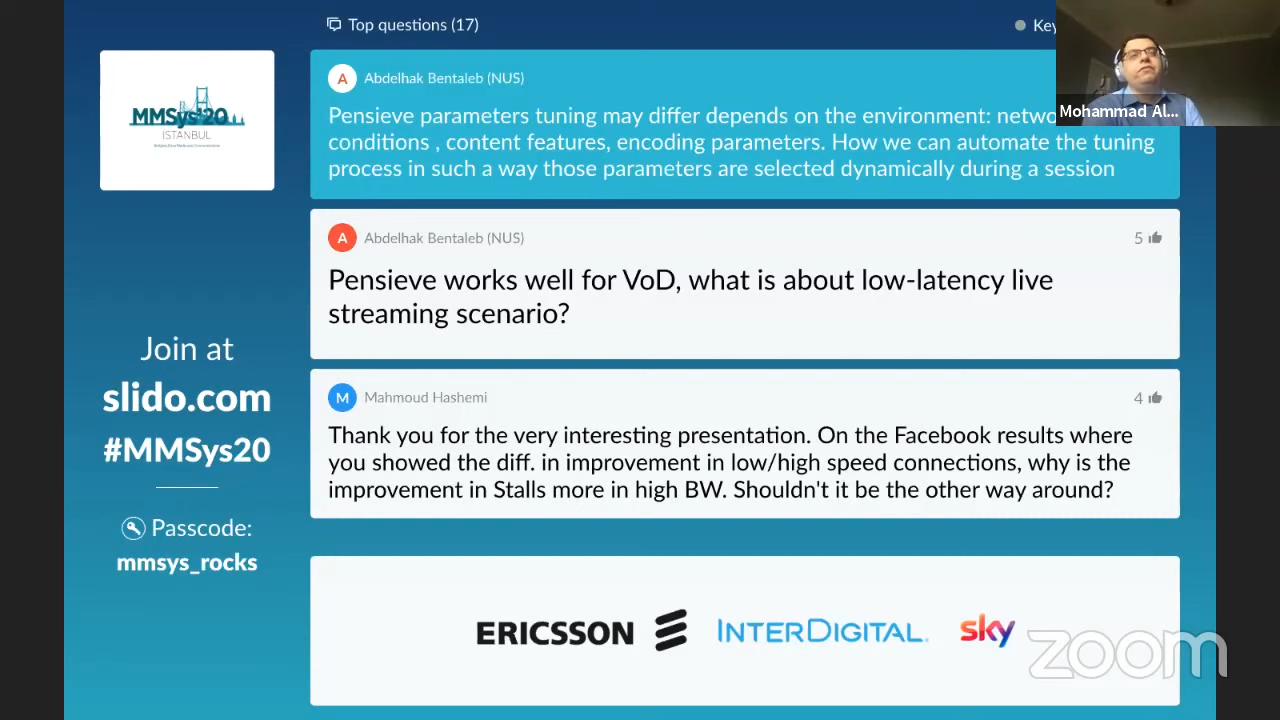 Top questions (17)
Key
Mohammad Al...
MMSys'20
ISTANBUL
A
Abdelhak Bentaleb (NUS)
Pensieve parameters tuning may differ depends on the environment: netwo
conditions , content features, encoding parameters. How we can automate the tuning
process in such a way those parameters are selected dynamically during a session
A
Abdelhak Bentaleb (NUS)
5
Pensieve works well for VoD, what is about low-latency live
streaming scenario?
Join at
slido.com
#MMSys20
Passcode:
mmsys_rocks
M
Mahmoud Hashemi
4
Thank you for the very interesting presentation. On the Facebook results where
you showed the diff. in improvement in low/high speed connections, why is the
improvement in Stalls more in high BW. Shouldn't it be the other way around?
ERICSSON
INTERDIGITAL
sky
zoom